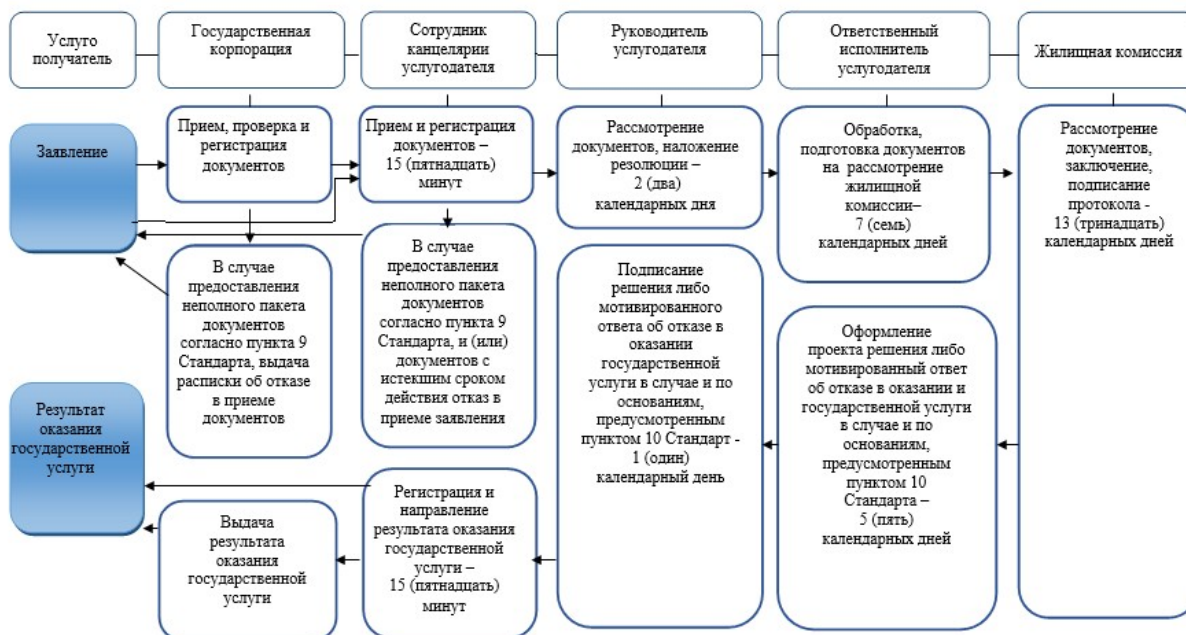 Услуго
получатель
Государственная
корпорация
Сотрудник
канцелярии
услугодателя
Руководитель
услугодателя
Ответственный
исполнитель
услугодателя
Жилищная комиссия
Заявление
Прием, проверка и
регистрация
документов
Прием и регистрация
документов –
15 (пятнадцать)
минут
Рассмотрение
документов, наложение
резолюции –
2 (два)
календарных дня
Обработка,
подготовка документов
на рассмотрение
жилищной
комиссии–
7 (семь)
календарных дней
Рассмотрение
документов,
заключение,
подписание
протокола -
13 (тринадцать)
календарных дней
В случае
предоставления
неполного пакета
документов
согласно пункта 9
Стандарта, выдача
расписки об отказе
в приеме
документов
В случае
предоставления
неполного пакета
документов
согласно пункта 9
Стандарта, и (или)
документов с
истекшим сроком
действия отказ в
приеме заявления
Подписание
решения либо
мотивированного
ответа об отказе в
оказании
государственной
услуги в случае и по
основаниям,
предусмотренным
пунктом 10 Стандарт -
1 (один)
календарный день
Оформление
проекта решения либо
мотивированный ответ
об отказе в оказании и
государственной услуги
в случае и по
основаниям,
предусмотренным
пунктом 10
Стандарта –
5 (пять)
календарных дней
Результат
оказания
государственной
услуги
Выдача
результата
оказания
государственной
услуги
Регистрация и
направление
результата оказания
государственной
услуги –
15 (пятнадцать)
минут